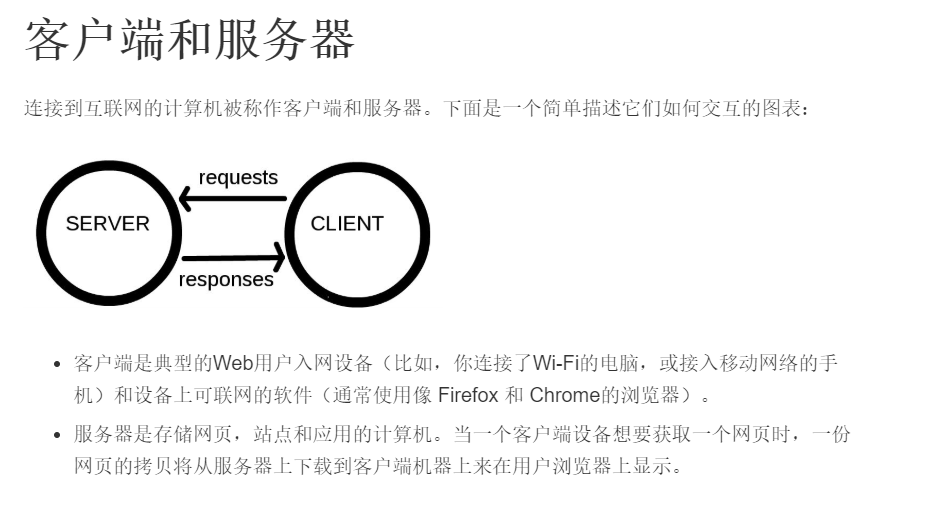 客户端和服务器
连接到互联网的计算机被称作客户端和服务器。下面是一个简单描述它们如何交互的图表：
requests
SERVER
CLIENT
responses
客户端是典型的Web用户入网设备（比如，你连接了Wi-Fi的电脑，或接入移动网络的手
机）和设备上可联网的软件（通常使用像 Firefox 和 Chrome的浏览器）。
服务器是存储网页，站点和应用的计算机。当一个客户端设备想要获取一个网页时，一份
网页的拷贝将从服务器上下载到客户端机器上来在用户浏览器上显示。